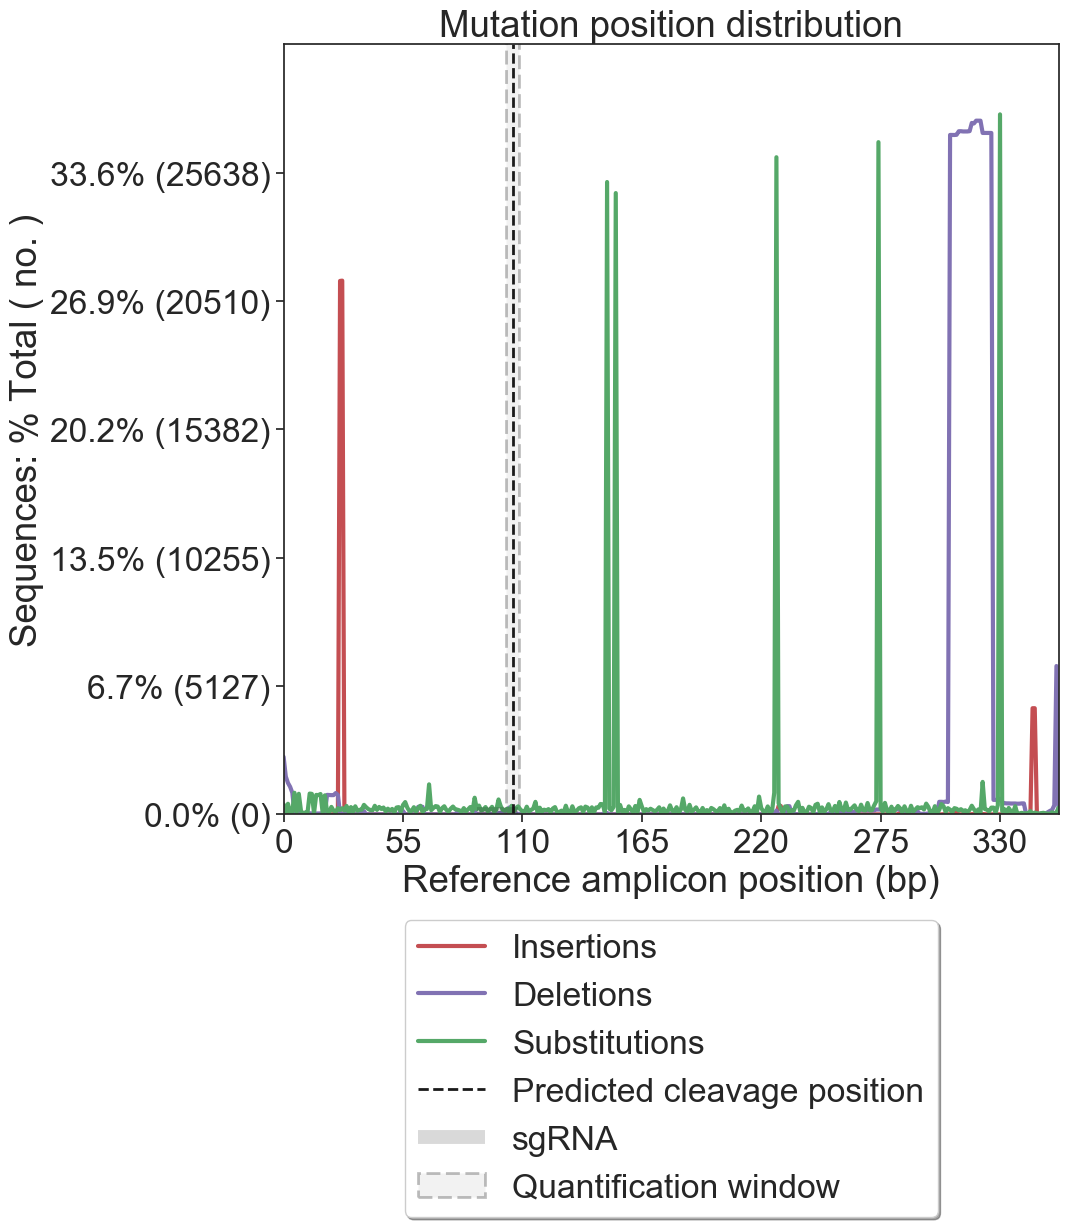 Mutation position distribution
Sequences: % Total ( no. )
33.6% (25638)
26.9% (20510)
20.2% (15382)
13.5% (10255)
6.7% (5127)
0.0% (0)
0 55 110 165 220 275 330
Reference amplicon position (bp)
Insertions
Deletions
Substitutions
Predicted cleavage position
sgRNA
Quantification window